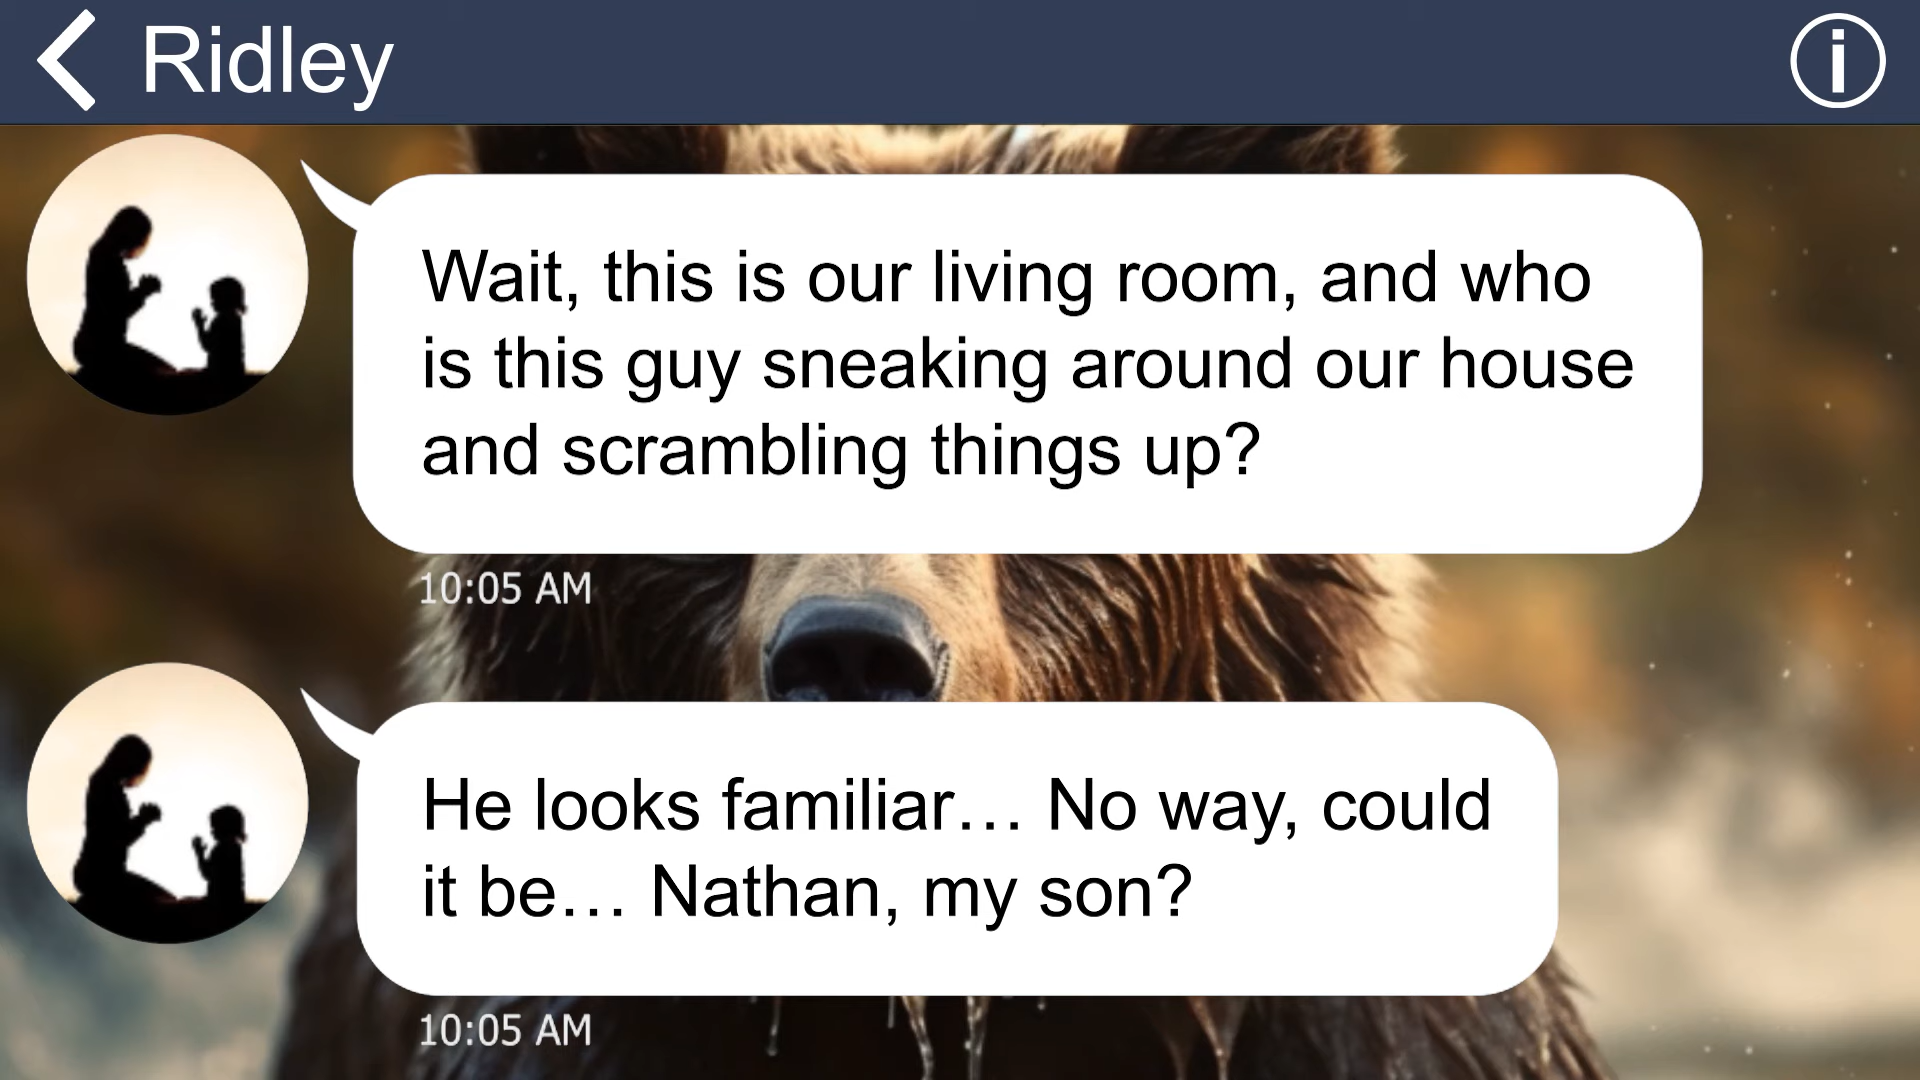 Ridley
Wait, this is our living room, and who
is this guy sneaking around our house
and scrambling things up?
10:05 AM
He looks familiar… No way, could
it be… Nathan, my son?
10:05 AM